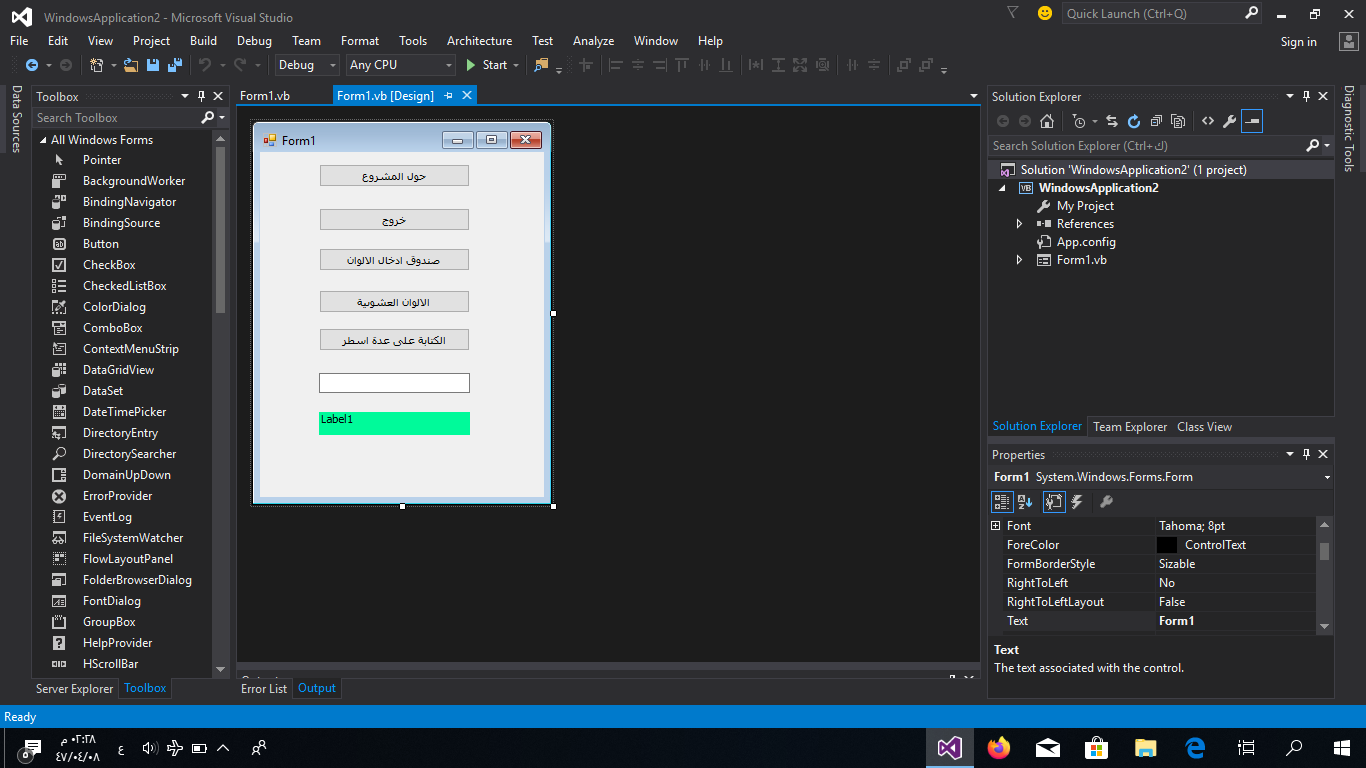 WindowsApplication2 - Microsoft Visual Studio
Quick Launch (Ctrl+Q)
File Edit View Project Build Debug Team Format Tools Architecture Test Analyze Window Help
Sign in
Debug Any CPU Start
Data Sources
Toolbox
Search Toolbox
All Windows Forms
Pointer
BackgroundWorker
BindingNavigator
BindingSource
Button
CheckBox
CheckedListBox
ColorDialog
ComboBox
ContextMenuStrip
DataGridView
DataSet
DateTimePicker
DirectoryEntry
DirectorySearcher
DomainUpDown
ErrorProvider
EventLog
FileSystemWatcher
FlowLayoutPanel
FolderBrowserDialog
FontDialog
GroupBox
HelpProvider
HScrollBar
Server Explorer Toolbox
Form1.vb Form1.vb [Design]
Form1
حول المشروع
خروج
صندوق ادخال الالوان
الالوان العشوبية
الكتابة على عدة اسطر
Label1
Error List Output
Solution Explorer
Search Solution Explorer (Ctrl+ك)
Solution 'WindowsApplication2' (1 project)
VB WindowsApplication2
My Project
References
App.config
Form1.vb
Solution Explorer Team Explorer Class View
Diagnostic Tools
Properties
Form1 System.Windows.Forms.Form
Font Tahoma; 8pt
ForeColor ControlText
FormBorderStyle Sizable
RightToLeft No
RightToLeftLayout False
Text Form1
Text
The text associated with the control.
Ready
٠٢:٢٨ م
٤٧/٠٤/٠٨
ع